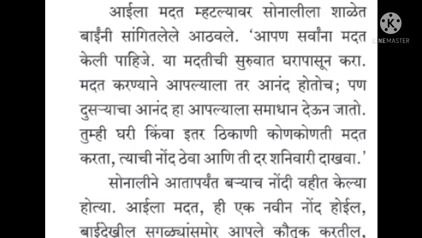 आईला मदत म्हटल्यावर सोनालीला शाळेत
बाईंनी सांगितलेले आठवले. ‘आपण सर्वांना मदत
केली पाहिजे. या मदतीची सुरुवात घरापासून करा.
मदत करण्याने आपल्याला तर आनंद होतोच; पण
दुसऱ्याचा आनंद हा आपल्याला समाधान देऊन जातो.
तुम्ही घरी किंवा इतर ठिकाणी कोणकोणती मदत
करता, त्याची नोंद ठेवा आणि ती दर शनिवारी दाखवा.’
सोनालीने आतापर्यंत बऱ्याच नोंदी वहीत केल्या
होत्या. आईला मदत, ही एक नवीन नोंद होईल,
बाईदेखील सगळ्यांसमोर आपले कौतुक करतील,
KINEMASTER